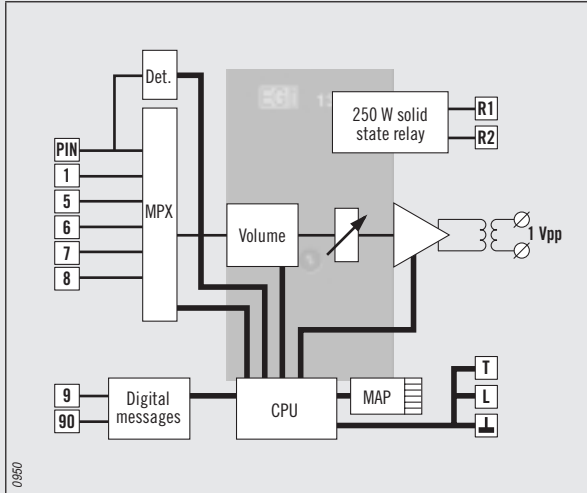 Det.
EGi
250 W solid
state relay
R1
R2
PIN
1
5
6
7
8
MPX
Volume
1 Vpp
9
90
Digital
messages
CPU
MAP
T
L
0950